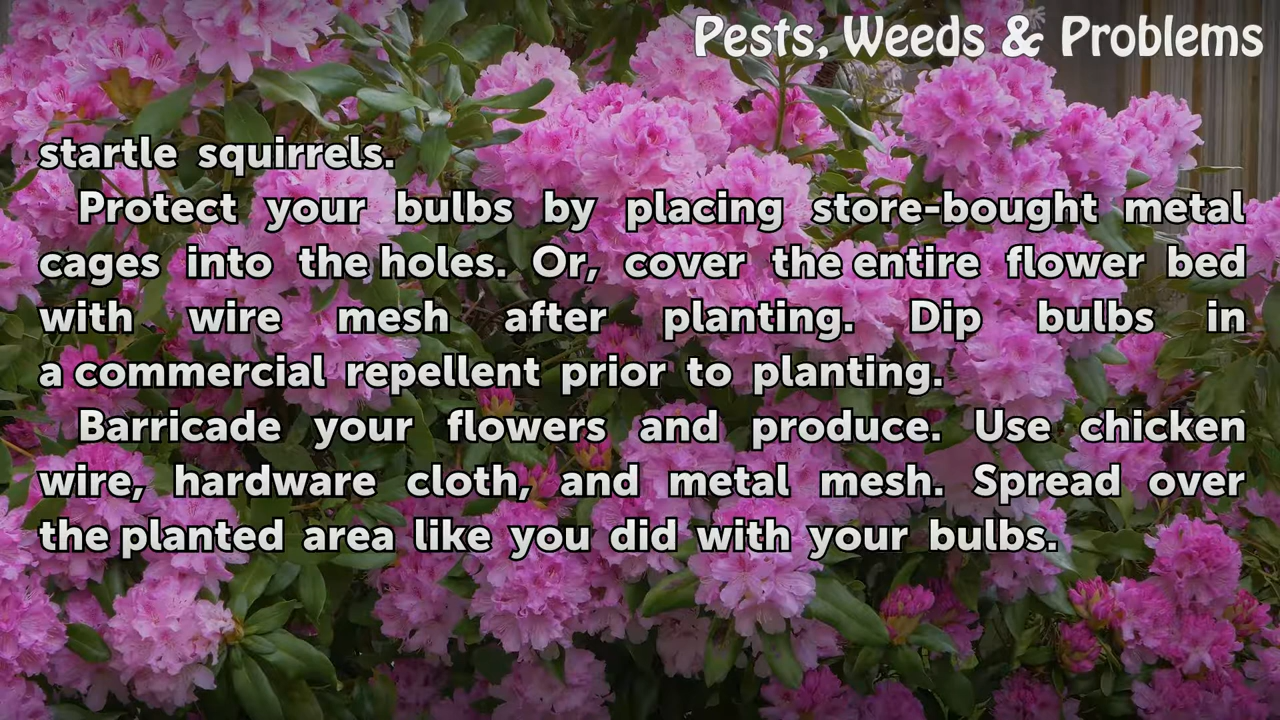 Pests, Weeds & Problems
startle squirrels.
Protect your bulbs by placing store-bought metal
cages into the holes. Or, cover the entire flower bed
with wire mesh after planting. Dip bulbs in
a commercial repellent prior to planting.
Barricade your flowers and produce. Use chicken
wire, hardware cloth, and metal mesh. Spread over
the planted area like you did with your bulbs.